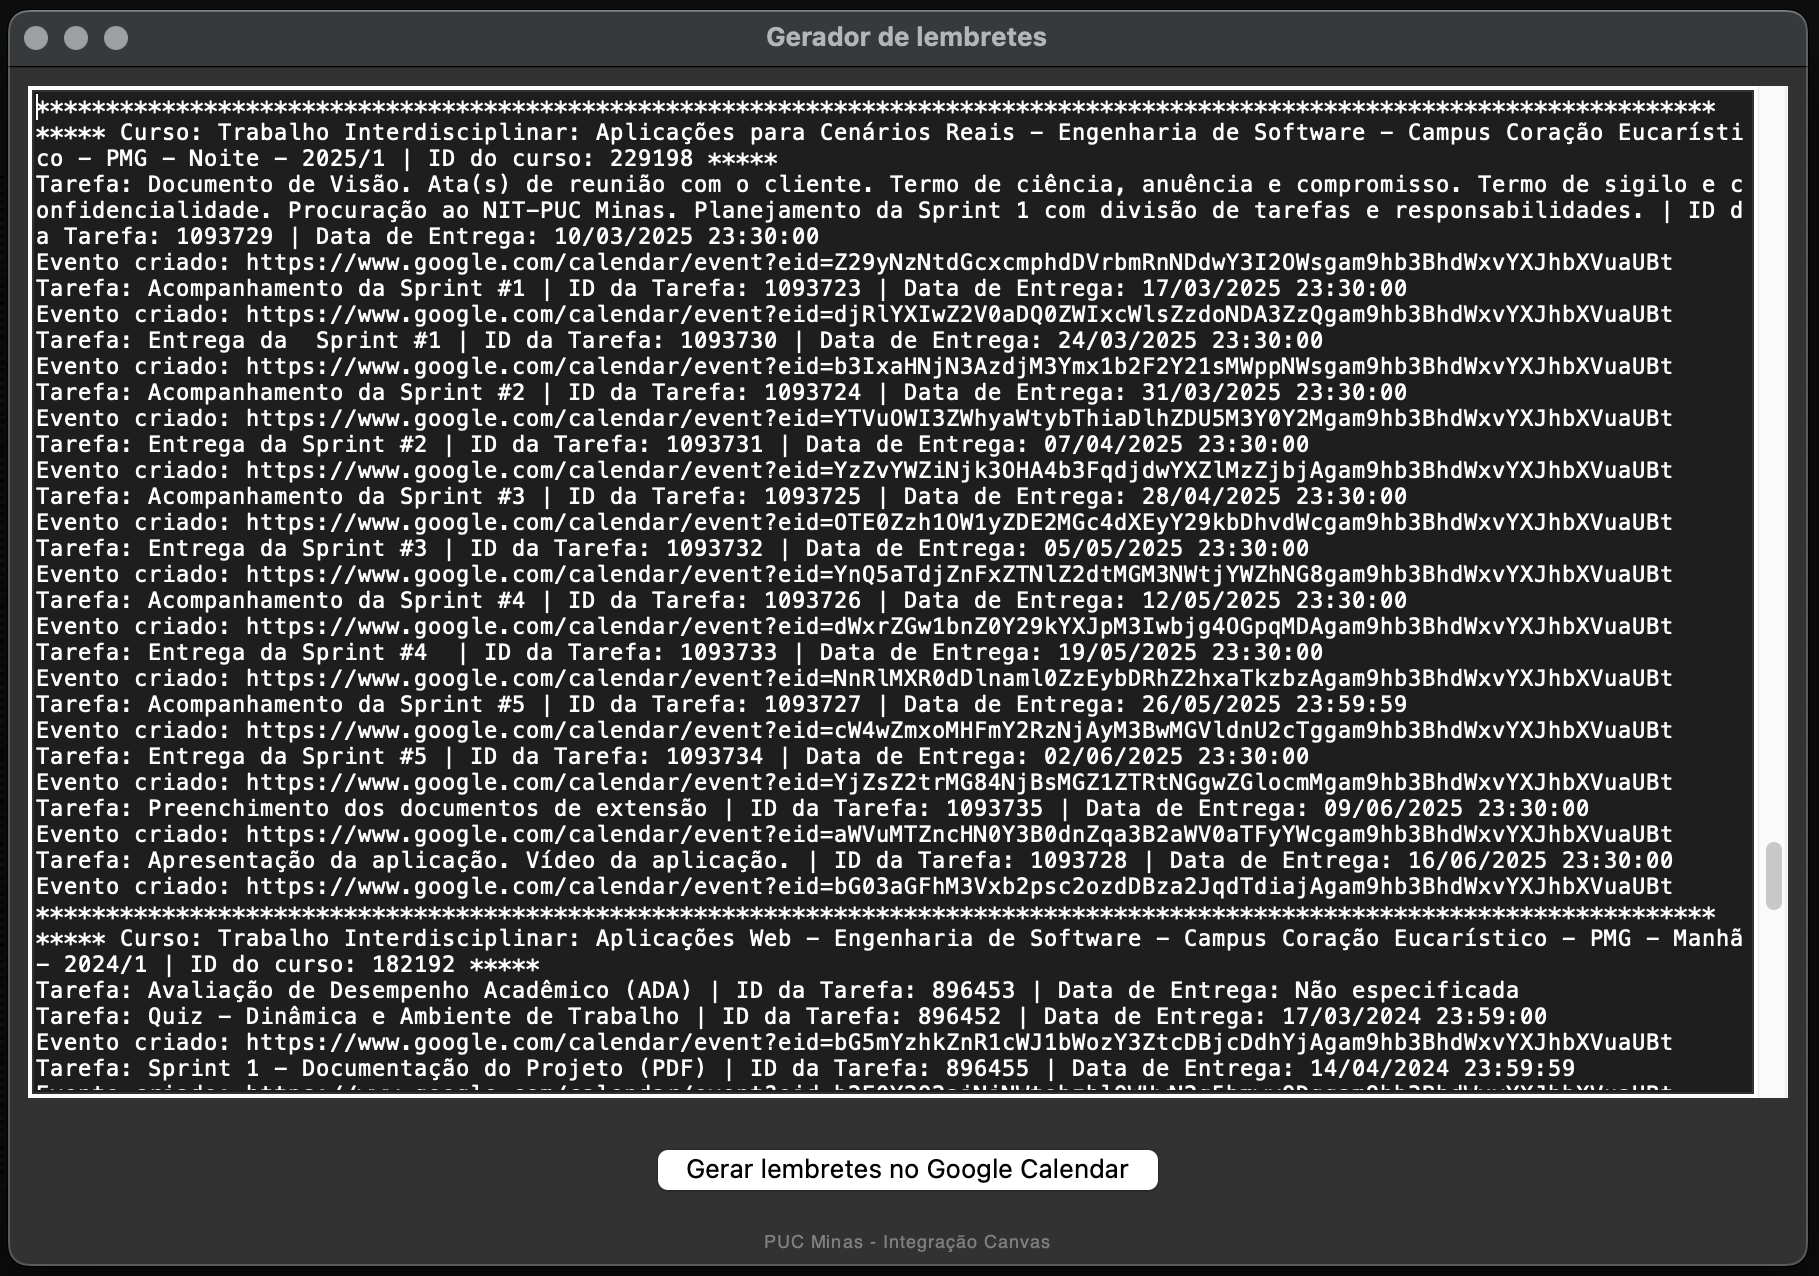 Gerador de lembretes
***********************************************************************************************************************
***** Curso: Trabalho Interdisciplinar: Aplicações para Cenários Reais - Engenharia de Software - Campus Coração Eucarísti
co - PMG - Noite - 2025/1 | ID do curso: 229198 *****
Tarefa: Documento de Visão. Ata(s) de reunião com o cliente. Termo de ciência, anuência e compromisso. Termo de sigilo e c
onfidencialidade. Procuração ao NIT-PUC Minas. Planejamento da Sprint 1 com divisão de tarefas e responsabilidades. | ID d
a Tarefa: 1093729 | Data de Entrega: 10/03/2025 23:30:00
Evento criado: https://www.google.com/calendar/event?eid=Z29yNzNtdGcxcmphdDVrbmRnNDdwY3I2OWsgam9hb3BhdWxvYXJhbXVuaUBt
Tarefa: Acompanhamento da Sprint #1 | ID da Tarefa: 1093723 | Data de Entrega: 17/03/2025 23:30:00
Evento criado: https://www.google.com/calendar/event?eid=djRlYXIwZ2V0aDQ0ZWIxcWlsZzdoNDA3ZzQgam9hb3BhdWxvYXJhbXVuaUBt
Tarefa: Entrega da  Sprint #1 | ID da Tarefa: 1093730 | Data de Entrega: 24/03/2025 23:30:00
Evento criado: https://www.google.com/calendar/event?eid=b3IxaHNjN3AzdjM3Ymx1b2F2Y21sMWppNWsgam9hb3BhdWxvYXJhbXVuaUBt
Tarefa: Acompanhamento da Sprint #2 | ID da Tarefa: 1093724 | Data de Entrega: 31/03/2025 23:30:00
Evento criado: https://www.google.com/calendar/event?eid=YTVuOWI3ZWhyaWtybThiaDlhZDU5M3Y0Y2Mgam9hb3BhdWxvYXJhbXVuaUBt
Tarefa: Entrega da Sprint #2 | ID da Tarefa: 1093731 | Data de Entrega: 07/04/2025 23:30:00
Evento criado: https://www.google.com/calendar/event?eid=YzZvYWZiNjk3OHA4b3FqdjdwYXZlMzZjbjAgam9hb3BhdWxvYXJhbXVuaUBt
Tarefa: Acompanhamento da Sprint #3 | ID da Tarefa: 1093725 | Data de Entrega: 28/04/2025 23:30:00
Evento criado: https://www.google.com/calendar/event?eid=OTE0Zzh1OW1yZDE2MGc4dXEyY29kbDhvdWcgam9hb3BhdWxvYXJhbXVuaUBt
Tarefa: Entrega da Sprint #3 | ID da Tarefa: 1093732 | Data de Entrega: 05/05/2025 23:30:00
Evento criado: https://www.google.com/calendar/event?eid=YnQ5aTdjZnFxZTNlZ2dtMGM3NWtjYWZhNG8gam9hb3BhdWxvYXJhbXVuaUBt
Tarefa: Acompanhamento da Sprint #4 | ID da Tarefa: 1093726 | Data de Entrega: 12/05/2025 23:30:00
Evento criado: https://www.google.com/calendar/event?eid=dWxrZGw1bnZ0Y29kYXJpM3Iwbjg4OGpqMDAgam9hb3BhdWxvYXJhbXVuaUBt
Tarefa: Entrega da Sprint #4  | ID da Tarefa: 1093733 | Data de Entrega: 19/05/2025 23:30:00
Evento criado: https://www.google.com/calendar/event?eid=NnRlMXR0dDlnaml0ZzEybDRhZ2hxaTkzbzAgam9hb3BhdWxvYXJhbXVuaUBt
Tarefa: Acompanhamento da Sprint #5 | ID da Tarefa: 1093727 | Data de Entrega: 26/05/2025 23:59:59
Evento criado: https://www.google.com/calendar/event?eid=cW4wZmxoMHFmY2RzNjAyM3BwMGVldnU2cTggam9hb3BhdWxvYXJhbXVuaUBt
Tarefa: Entrega da Sprint #5 | ID da Tarefa: 1093734 | Data de Entrega: 02/06/2025 23:30:00
Evento criado: https://www.google.com/calendar/event?eid=YjZsZ2trMG84NjBsMGZ1ZTRtNGgwZGlocmMgam9hb3BhdWxvYXJhbXVuaUBt
Tarefa: Preenchimento dos documentos de extensão | ID da Tarefa: 1093735 | Data de Entrega: 09/06/2025 23:30:00
Evento criado: https://www.google.com/calendar/event?eid=aWVuMTZncHN0Y3B0dnZqa3B2aWV0aTFyYWcgam9hb3BhdWxvYXJhbXVuaUBt
Tarefa: Apresentação da aplicação. Vídeo da aplicação. | ID da Tarefa: 1093728 | Data de Entrega: 16/06/2025 23:30:00
Evento criado: https://www.google.com/calendar/event?eid=bG03aGFhM3Vxb2psc2ozdDBza2JqdTdiajAgam9hb3BhdWxvYXJhbXVuaUBt
***********************************************************************************************************************
***** Curso: Trabalho Interdisciplinar: Aplicações Web - Engenharia de Software - Campus Coração Eucarístico - PMG - Manhã
- 2024/1 | ID do curso: 182192 *****
Tarefa: Avaliação de Desempenho Acadêmico (ADA) | ID da Tarefa: 896453 | Data de Entrega: Não especificada
Tarefa: Quiz - Dinâmica e Ambiente de Trabalho | ID da Tarefa: 896452 | Data de Entrega: 17/03/2024 23:59:00
Evento criado: https://www.google.com/calendar/event?eid=bG5mYzhkZnR1cWJ1bWozY3ZtcDBjcDdhYjAgam9hb3BhdWxvYXJhbXVuaUBt
Tarefa: Sprint 1 - Documentação do Projeto (PDF) | ID da Tarefa: 896455 | Data de Entrega: 14/04/2024 23:59:59
Gerar lembretes no Google Calendar
PUC Minas - Integração Canvas